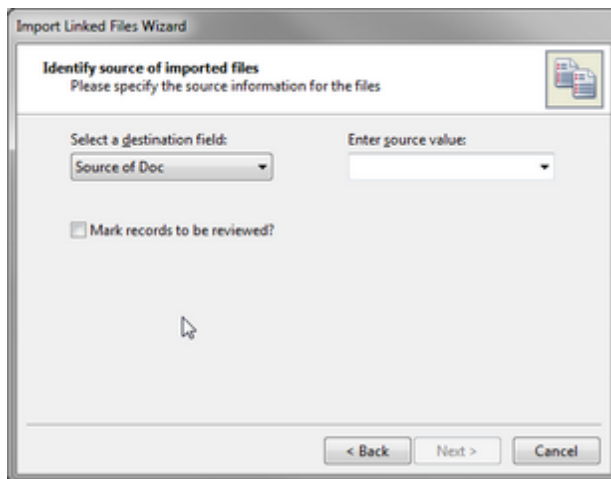 Import Linked Files Wizard
Identify source of imported files
Please specify the source information for the files
Select a destination field:
Enter source value:
Source of Doc
Mark records to be reviewed?
< Back
Next >
Cancel